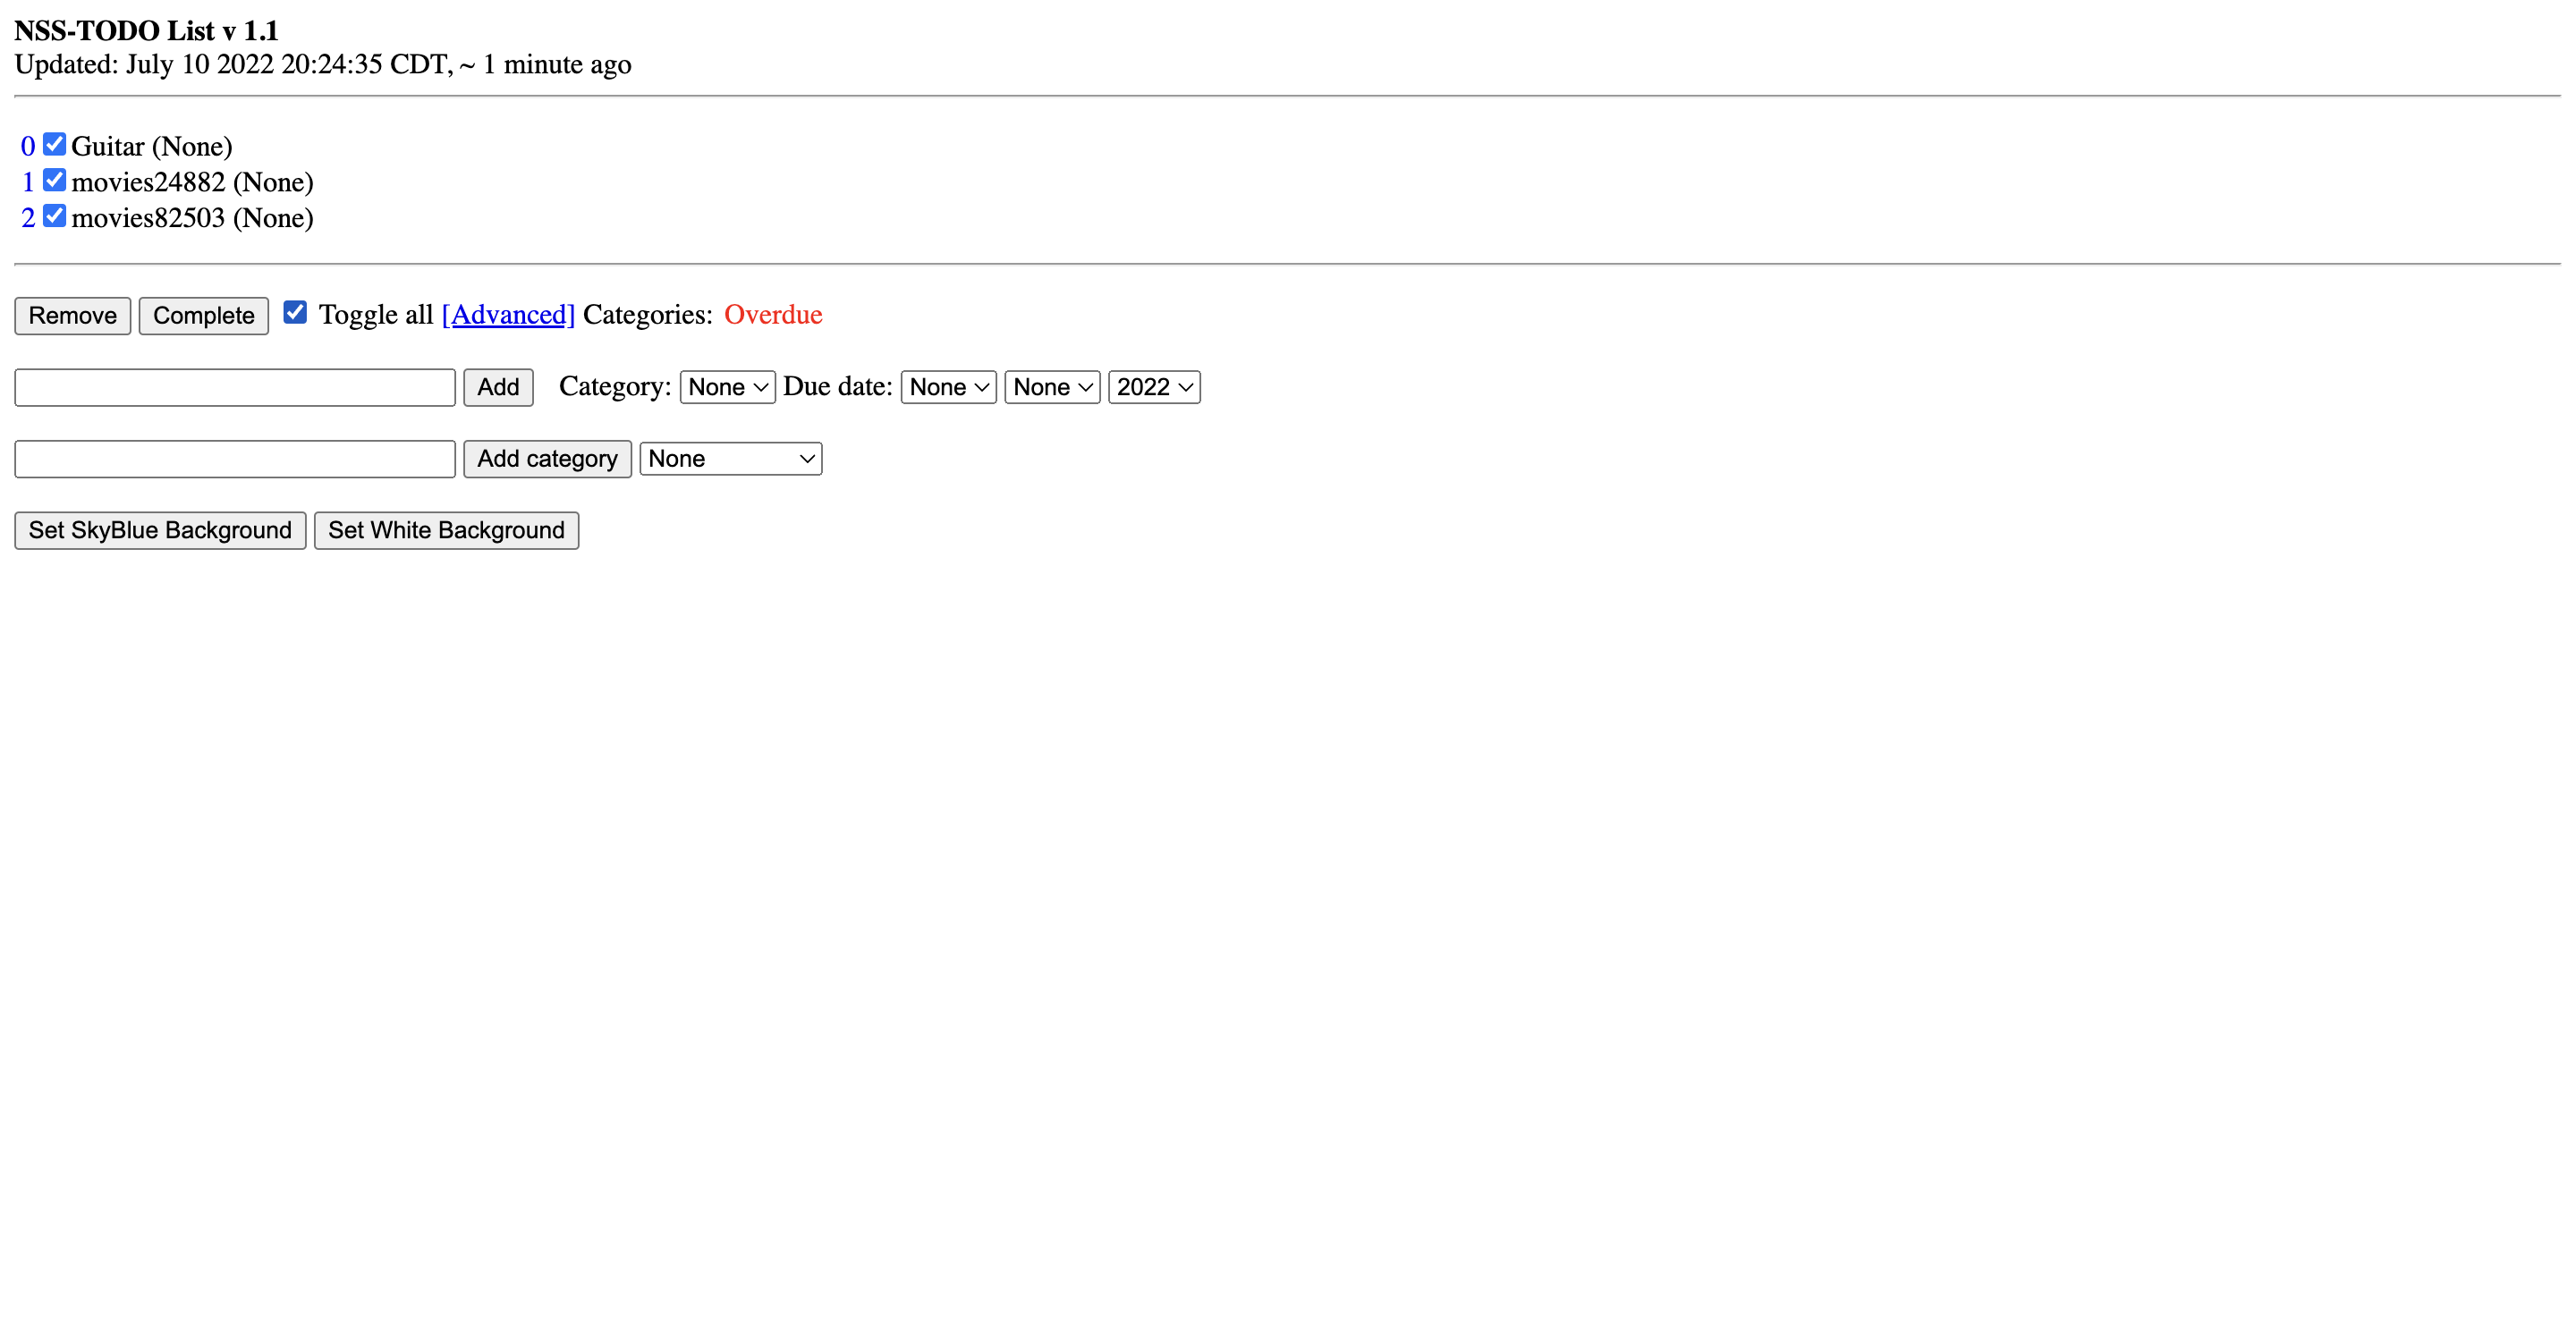 NSS-TODO List v 1.1
Updated: July 10 2022 20:24:35 CDT, ~ 1 minute ago
0 Guitar (None)
1 movies24882 (None)
2 movies82503 (None)
Remove Complete Toggle all [Advanced] Categories: Overdue
Add Category: None Due date: None None 2022
Add category None
Set SkyBlue Background Set White Background